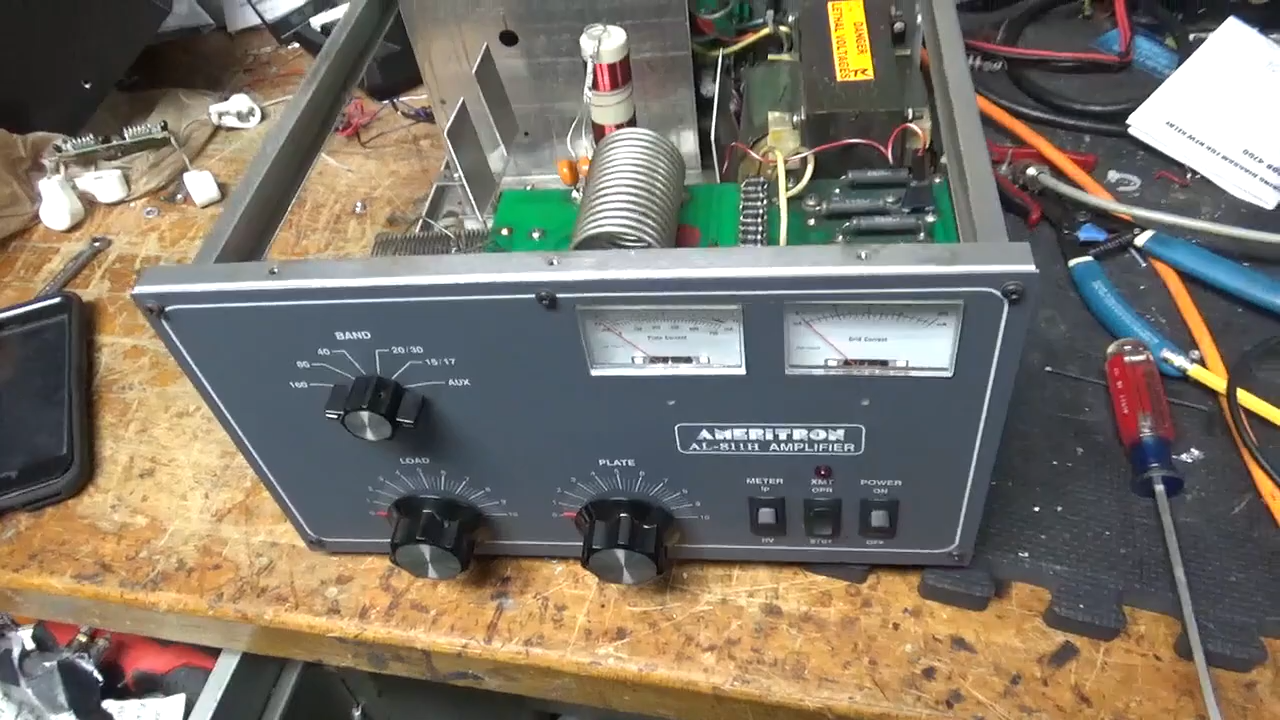 DANGER
LETHAL VOLTAGES
BAND
160
80
40
20/30
15/17
AUX
Plate Current
Grid Current
AMERITRON
AL-811H AMPLIFIER
LOAD
PLATE
METER
Ip
HV
XMT
OPR
STBY
POWER
ON
OFF